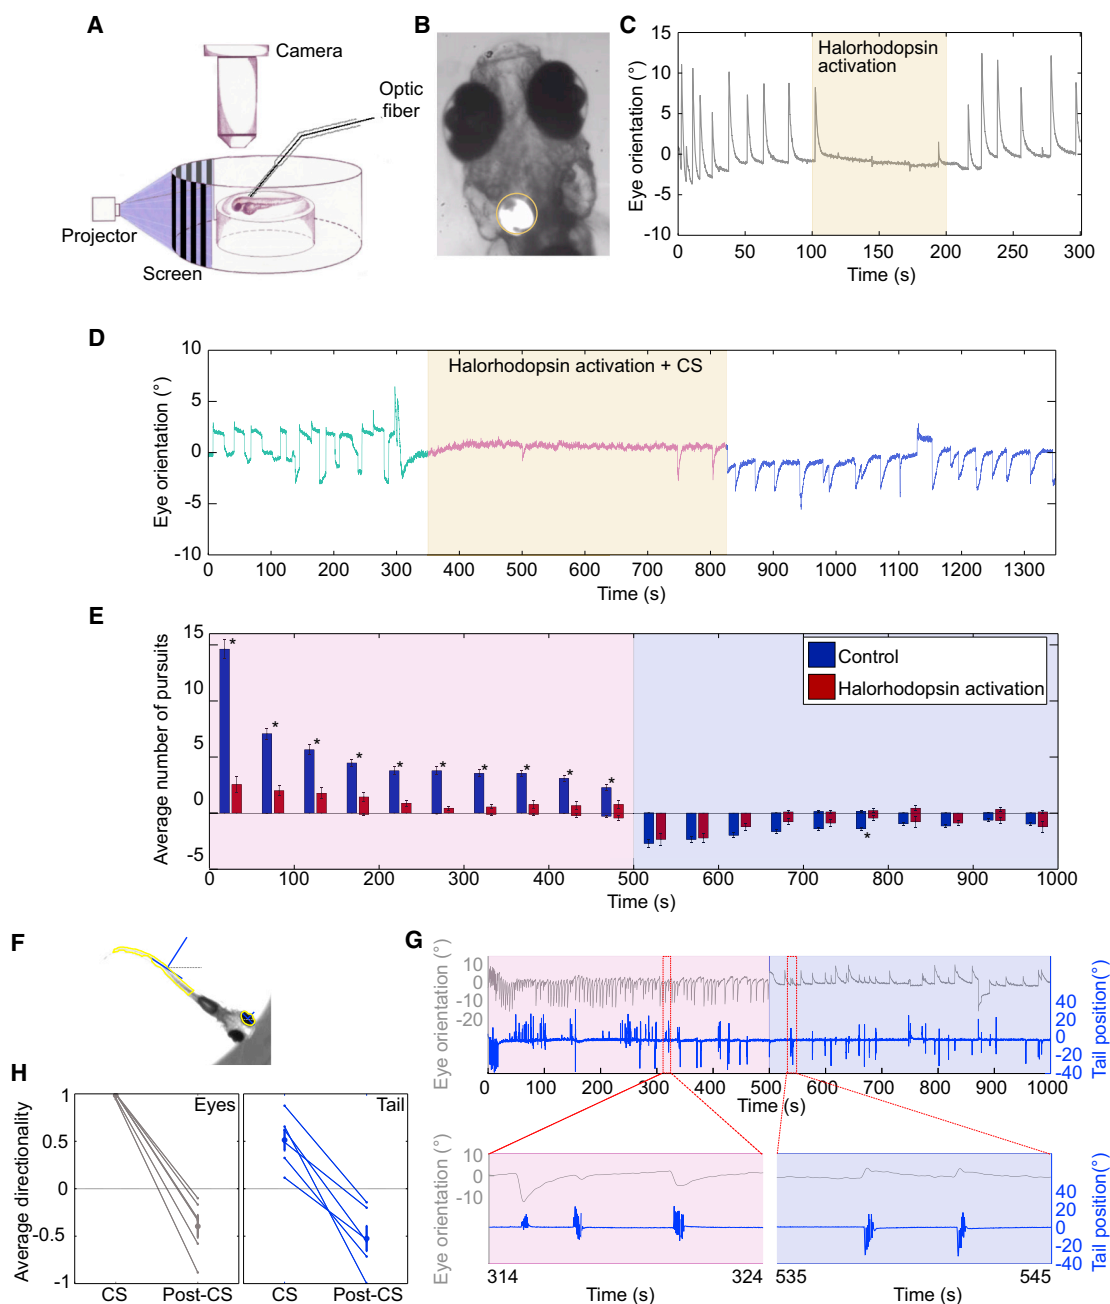 A
Camera
Optic
fiber
Projector
Screen
B
C
Halorhodopsin
activation
Eye orientation (°)
15
10
5
0
-5
-10
0 50 100 150 200 250 300
Time (s)
D
Halorhodopsin activation + CS
Eye orientation (°)
10
5
0
-5
-10
0 100 200 300 400 500 600 700 800 900 1000 1100 1200 1300
Time (s)
E
Average number of pursuits
15
10
5
0
-5
* * * * * * * * * *
*
Control
Halorhodopsin activation
0 100 200 300 400 500 600 700 800 900 1000
Time (s)
F
G
Eye orientation (°)
10
0
-10
-20
40
20
0
-20
-40
Tail position(°)
0 100 200 300 400 500 600 700 800 900 1000
Time (s)
Eye orientation (°)
10
0
-10
40
20
0
-20
-40
Tail position (°)
314 324 535 545
Time (s) Time (s)
H
Average directionality
1
0.5
0
-0.5
-1
Eyes
Tail
CS Post-CS CS Post-CS